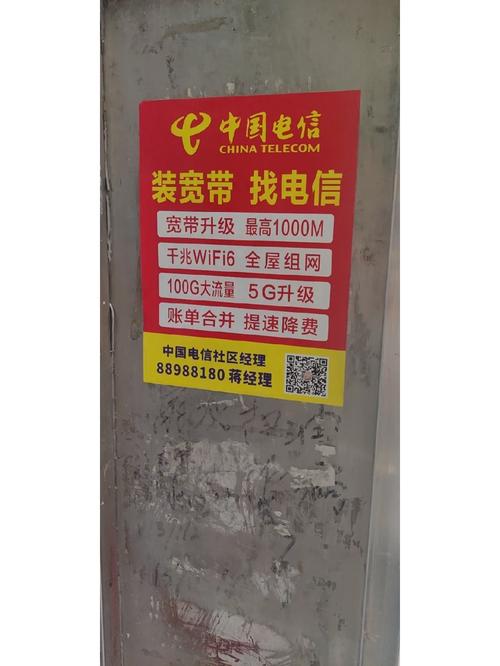 中国电信
CHINA TELECOM
装宽带 找电信
宽带升级 最高1000M
千兆WiFi6 全屋组网
100G大流量 5G升级
账单合并 提速降费
中国电信社区经理
88988180 蒋经理